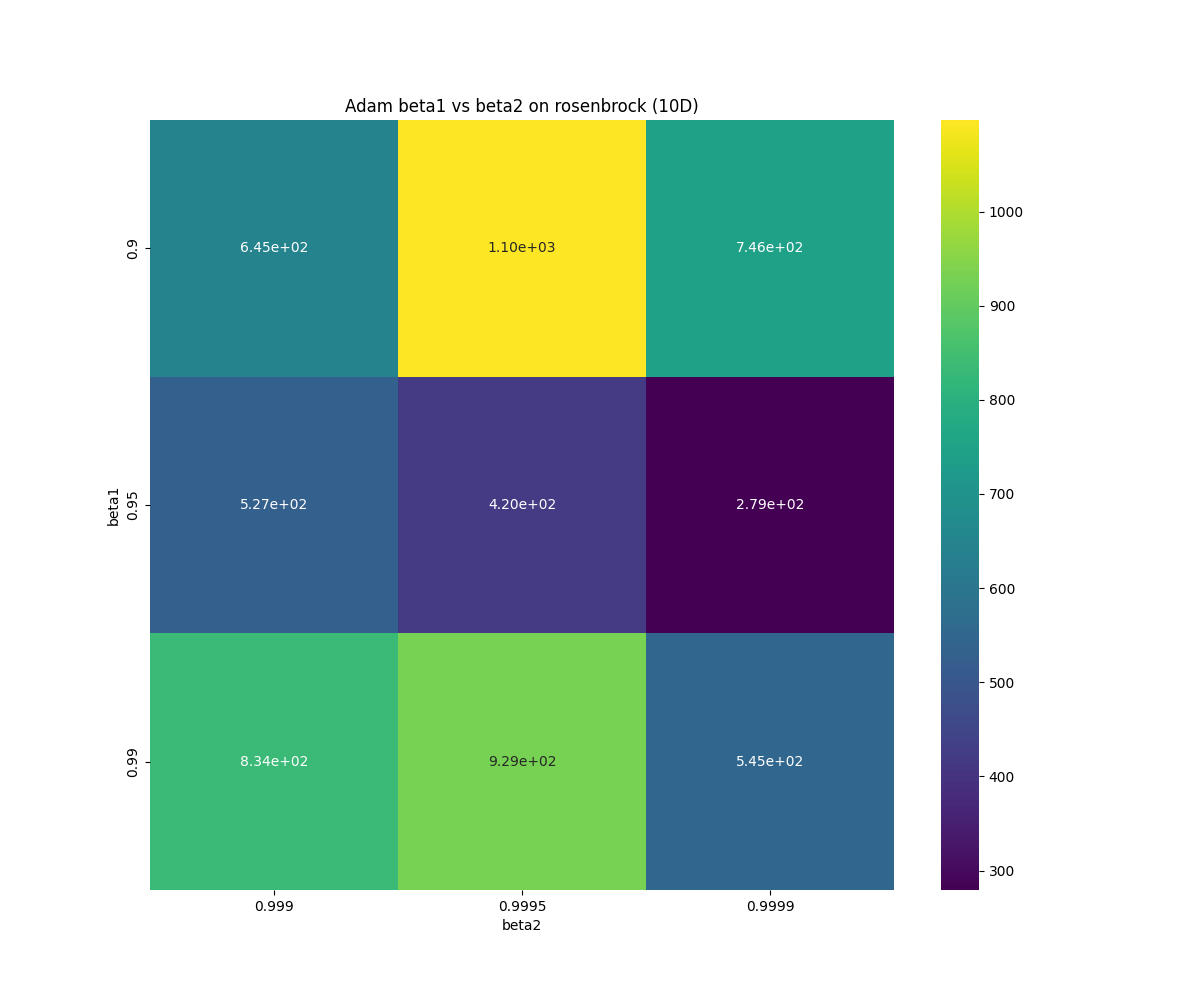 Adam beta1 vs beta2 on rosenbrock (10D)
0.9
6.45e+02
1.10e+03
7.46e+02
beta1
0.95
5.27e+02
4.20e+02
2.79e+02
0.99
8.34e+02
9.29e+02
5.45e+02
0.999
0.9995
0.9999
beta2
1000
900
800
700
600
500
400
300